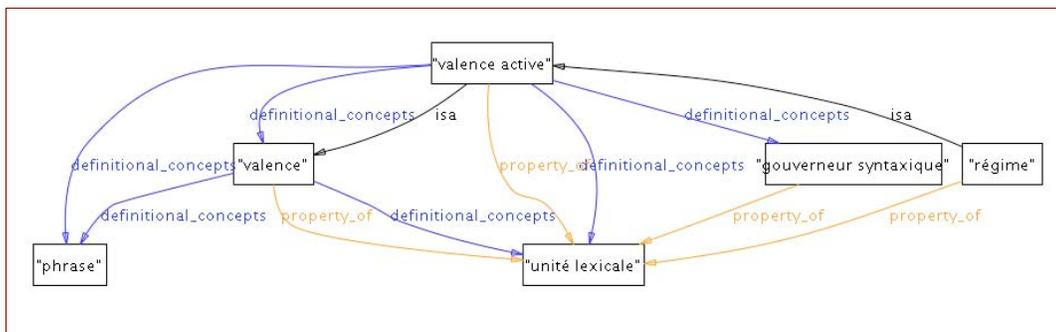 "valence active"
definitional_concepts
isa
definitional_concepts
isa
definitional_concepts
"valence"
property_of
definitional_concepts
"gouverneur syntaxique"
"régime"
definitional_concepts
property_of
definitional_concepts
property_of
property_of
"phrase"
"unité lexicale"